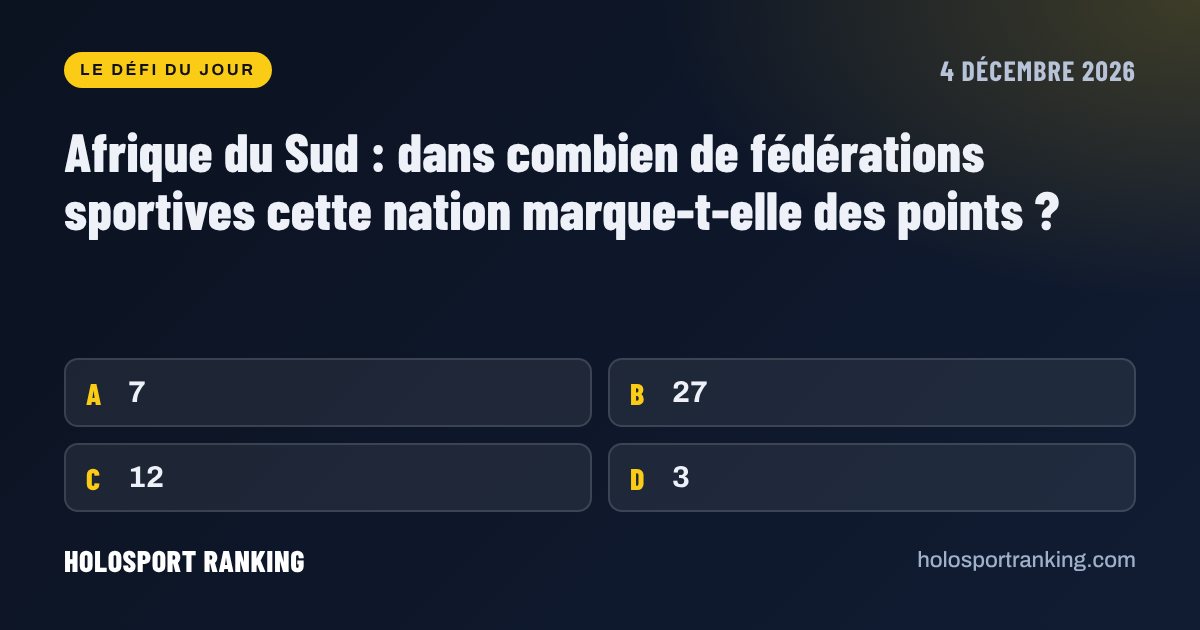 LE DÉFI DU JOUR
4 DÉCEMBRE 2026
Afrique du Sud : dans combien de fédérations
sportives cette nation marque-t-elle des points ?
A 7
B 27
C 12
D 3
HOLOSPORT RANKING
holosportranking.com